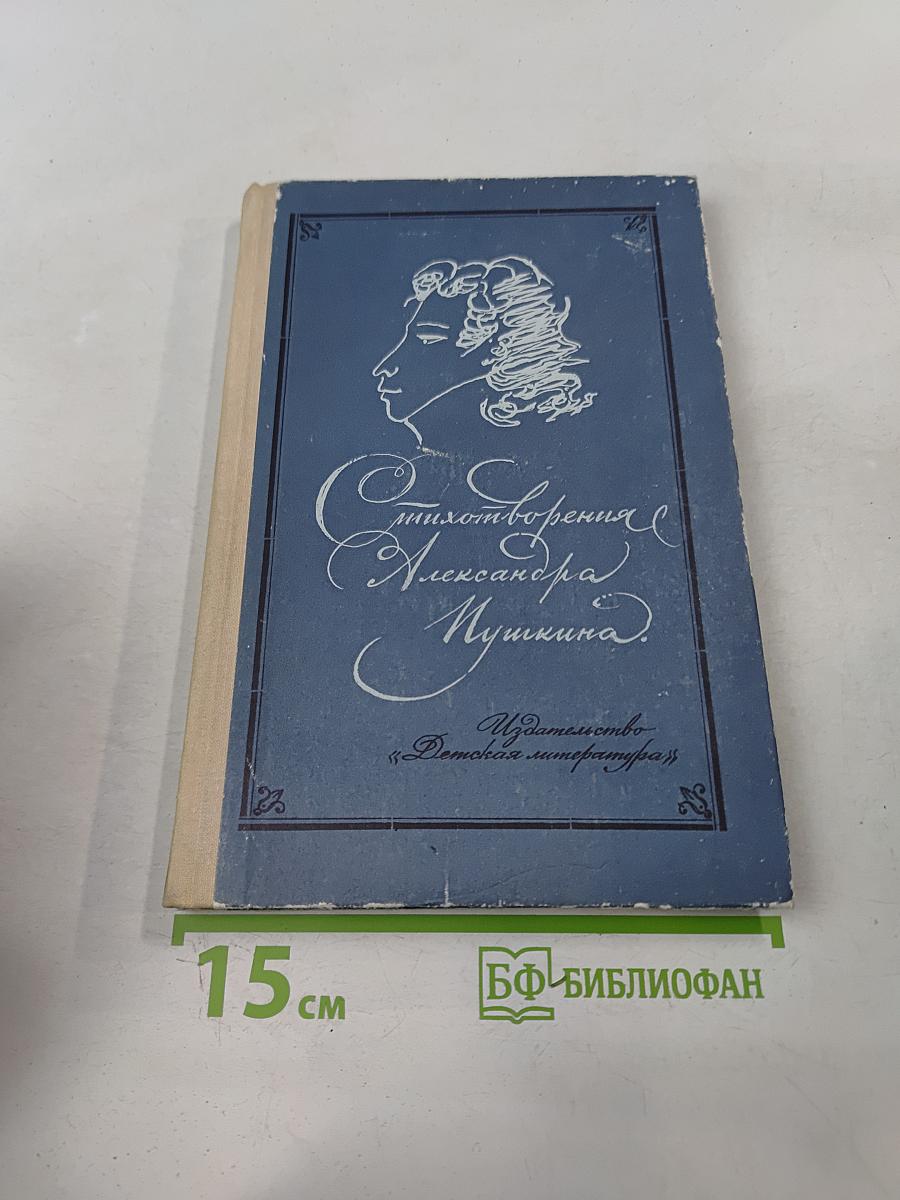 Стихотворения
Александра
Пушкина.
Издательство
«Детская литература»
15 см
БФ БИБЛИОФАН